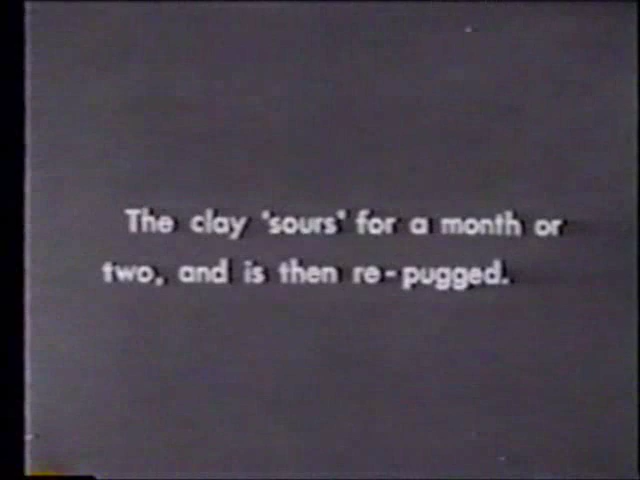 The clay 'sours' for a month or
two, and is then re-pugged.